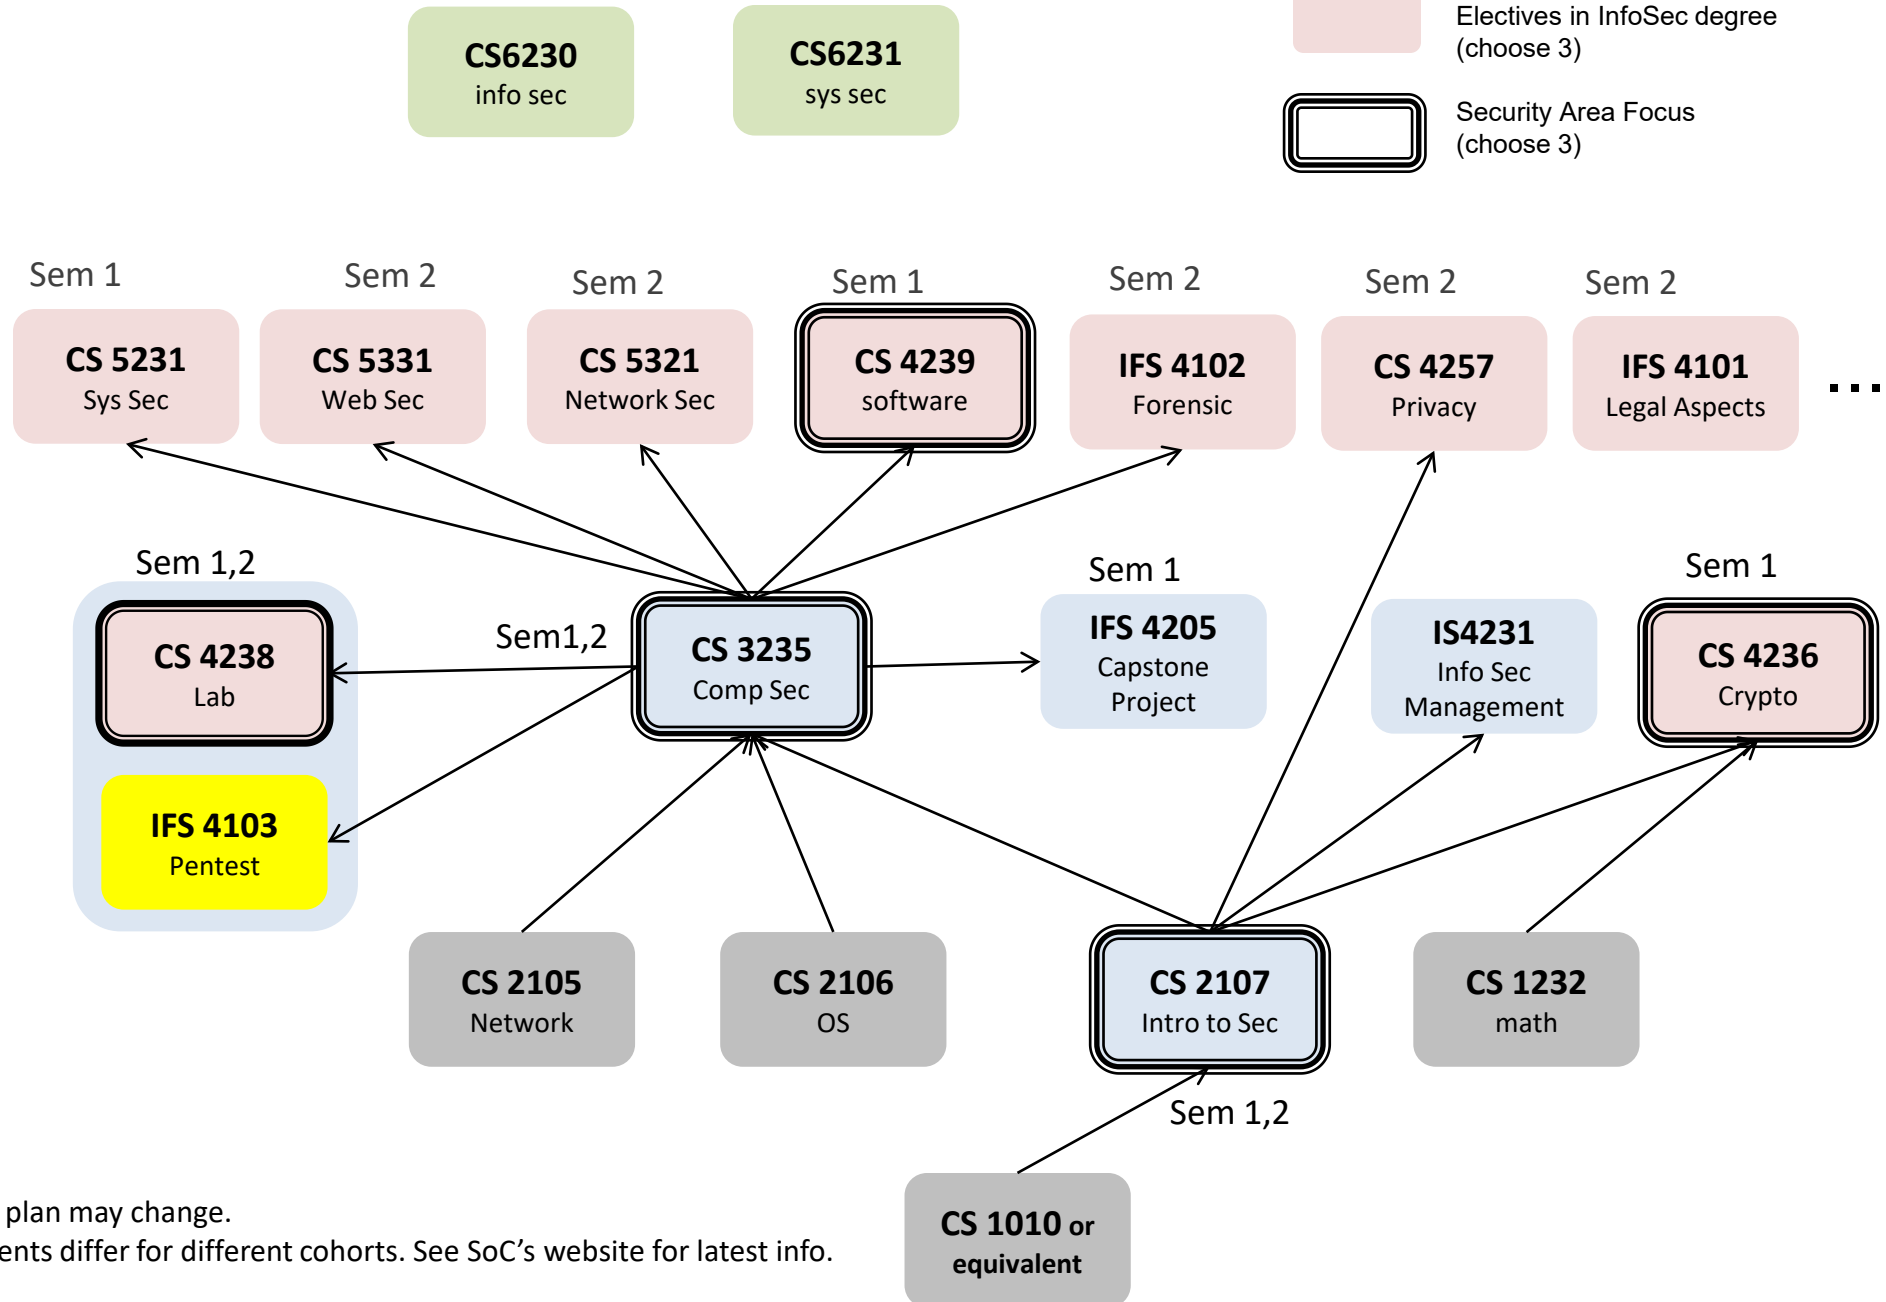 Electives in InfoSec degree
(choose 3)
CS6230
info sec
CS6231
sys sec
Security Area Focus
(choose 3)
Sem 1
Sem 2
Sem 2
Sem 1
Sem 2
Sem 2
Sem 2
CS 5231
Sys Sec
CS 5331
Web Sec
CS 5321
Network Sec
CS 4239
software
IFS 4102
Forensic
CS 4257
Privacy
IFS 4101
Legal Aspects
...
Sem 1,2
CS 4238
Lab
Sem1,2
CS 3235
Comp Sec
Sem 1
IFS 4205
Capstone
Project
IS4231
Info Sec
Management
Sem 1
CS 4236
Crypto
IFS 4103
Pentest
CS 2105
Network
CS 2106
OS
CS 2107
Intro to Sec
CS 1232
math
Sem 1,2
CS 1010 or
equivalent
plan may change.
ents differ for different cohorts. See SoC's website for latest info.